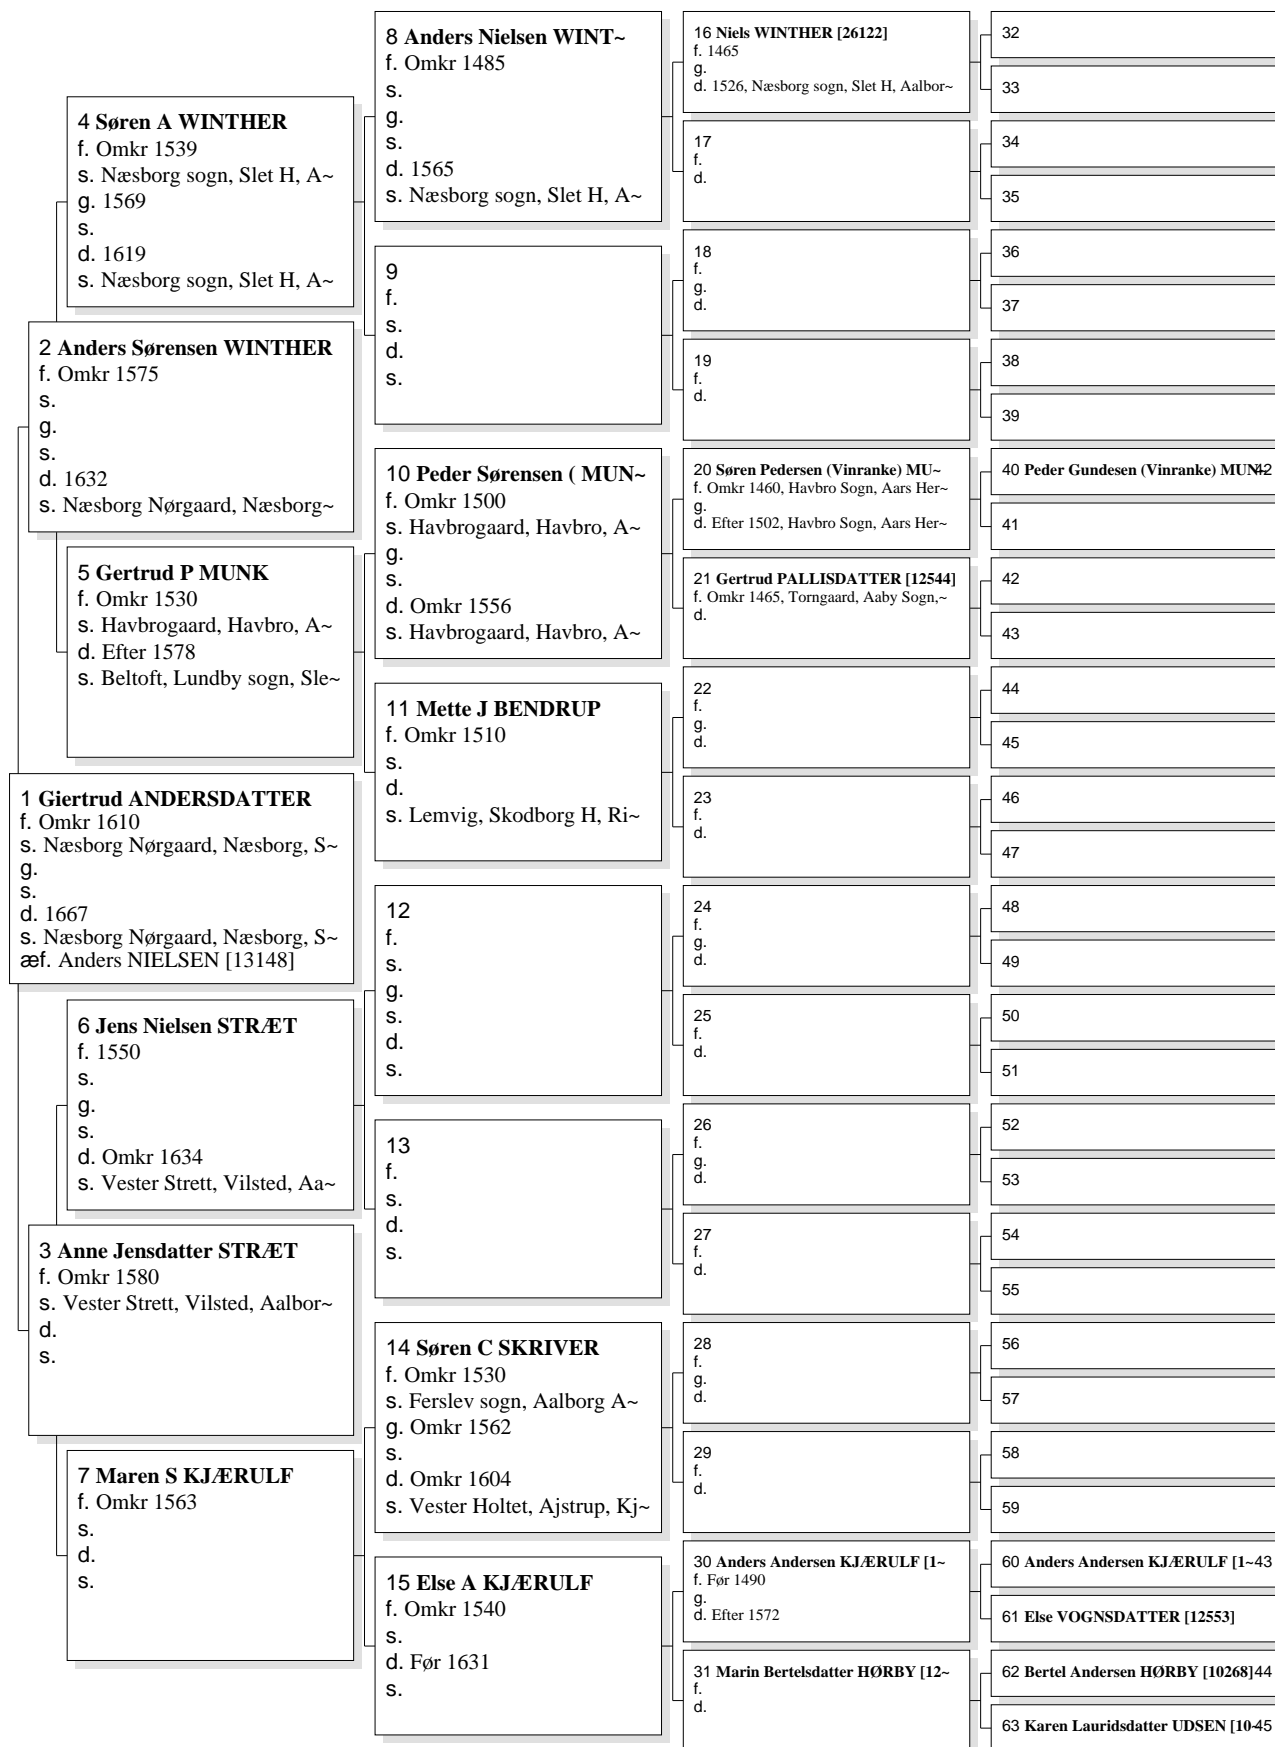 8 Anders Nielsen WINT~
f. Omkr 1485
s.
g.
s.
d. 1565
s. Næsborg sogn, Slet H, A~
16 Niels WINTHER [26122]
f. 1465
g.
d. 1526, Næsborg sogn, Slet H, Aalbor~
32
33
4 Søren A WINTHER
f. Omkr 1539
s. Næsborg sogn, Slet H, A~
g. 1569
s.
d. 1619
s. Næsborg sogn, Slet H, A~
17
f.
d.
34
35
9
f.
s.
d.
s.
18
f.
g.
d.
36
37
19
f.
d.
38
39
2 Anders Sørensen WINTHER
f. Omkr 1575
s.
g.
s.
d. 1632
s. Næsborg Nørgaard, Næsborg~
10 Peder Sørensen ( MUN~
f. Omkr 1500
s. Havbrogaard, Havbro, A~
g.
s.
d. Omkr 1556
s. Havbrogaard, Havbro, A~
20 Søren Pedersen (Vinranke) MU~
f. Omkr 1460, Havbro Sogn, Aars Her~
g.
d. Efter 1502, Havbro Sogn, Aars Her~
40 Peder Gundesen (Vinranke) MUN~42
41
5 Gertrud P MUNK
f. Omkr 1530
s. Havbrogaard, Havbro, A~
d. Efter 1578
s. Beltoft, Lundby sogn, Sle~
21 Gertrud PALLISDATTER [12544]
f. Omkr 1465, Torngaard, Aaby Sogn,~
d.
42
43
11 Mette J BENDRUP
f. Omkr 1510
s.
d.
s. Lemvig, Skodborg H, Ri~
22
f.
g.
d.
44
45
23
f.
d.
46
47
1 Giertrud ANDERSDATTER
f. Omkr 1610
s. Næsborg Nørgaard, Næsborg, S~
g.
s.
d. 1667
s. Næsborg Nørgaard, Næsborg, S~
æf. Anders NIELSEN [13148]
12
f.
s.
g.
s.
d.
s.
24
f.
g.
d.
48
49
6 Jens Nielsen STRÆT
f. 1550
s.
g.
s.
d. Omkr 1634
s. Vester Strett, Vilsted, Aa~
25
f.
d.
50
51
13
f.
s.
d.
s.
26
f.
g.
d.
52
53
27
f.
d.
54
55
3 Anne Jensdatter STRÆT
f. Omkr 1580
s. Vester Strett, Vilsted, Aalbor~
d.
s.
14 Søren C SKRIVER
f. Omkr 1530
s. Ferslev sogn, Aalborg A~
g. Omkr 1562
s.
d. Omkr 1604
s. Vester Holtet, Ajstrup, Kj~
28
f.
g.
d.
56
57
7 Maren S KJÆRULF
f. Omkr 1563
s.
d.
s.
29
f.
d.
58
59
15 Else A KJÆRULF
f. Omkr 1540
s.
d. Før 1631
s.
30 Anders Andersen KJÆRULF [1~
f. Før 1490
g.
d. Efter 1572
60 Anders Andersen KJÆRULF [1~43
61 Else VOGNSDATTER [12553]
31 Marin Bertelsdatter HØRBY [12~
f.
d.
62 Bertel Andersen HØRBY [10268]44
63 Karen Lauridsdatter UDSEN [10~45